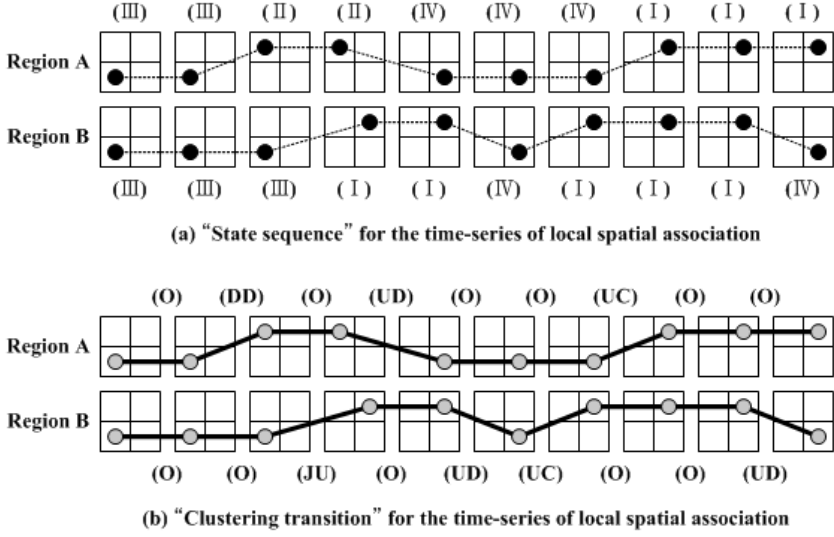 (Ⅲ) (Ⅲ) (Ⅱ) (Ⅱ) (Ⅳ) (Ⅳ) (Ⅳ) (Ⅰ) (Ⅰ) (Ⅰ)
Region A
Region B
(Ⅲ) (Ⅲ) (Ⅲ) (Ⅰ) (Ⅰ) (Ⅳ) (Ⅰ) (Ⅰ) (Ⅰ) (Ⅳ)
(a) “State sequence” for the time-series of local spatial association
(O) (DD) (O) (UD) (O) (O) (UC) (O) (O)
Region A
Region B
(O) (O) (JU) (O) (UD) (UC) (O) (O) (UD)
(b) “Clustering transition” for the time-series of local spatial association